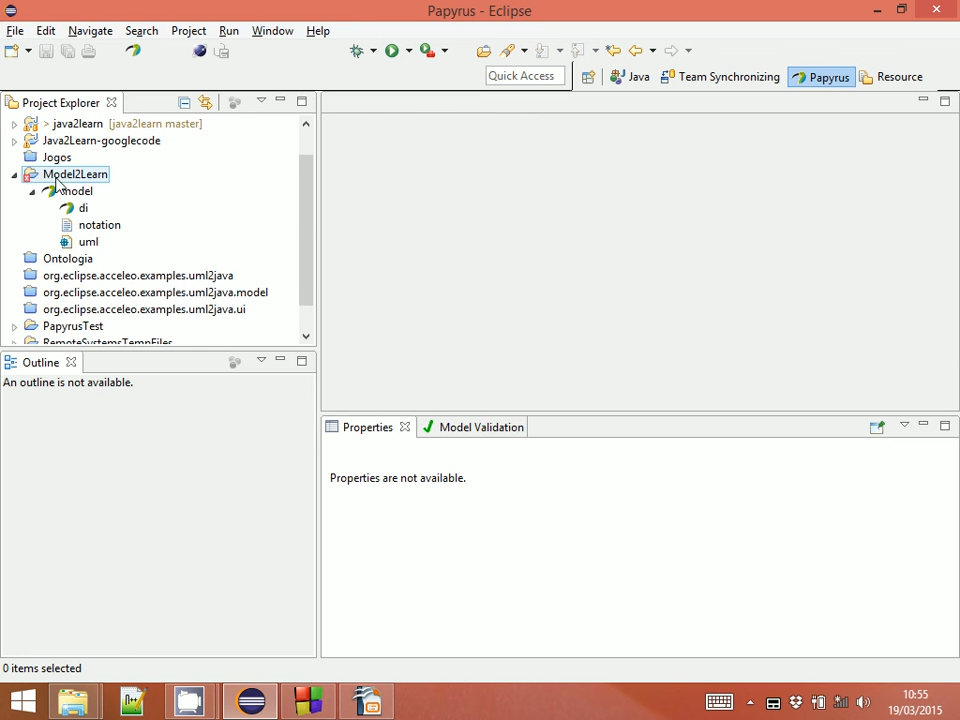 Papyrus - Eclipse
File Edit Navigate Search Project Run Window Help
Quick Access Java Team Synchronizing Papyrus Resource
Project Explorer
> java2learn [java2learn master]
Java2Learn-googlecode
Jogos
Model2Learn
model
di
notation
uml
Ontologia
org.eclipse.acceleo.examples.uml2java
org.eclipse.acceleo.examples.uml2java.model
org.eclipse.acceleo.examples.uml2java.ui
PapyrusTest
RemoteSystemsTempFiles
Outline
An outline is not available.
Properties Model Validation
Properties are not available.
0 items selected
10:55
19/03/2015